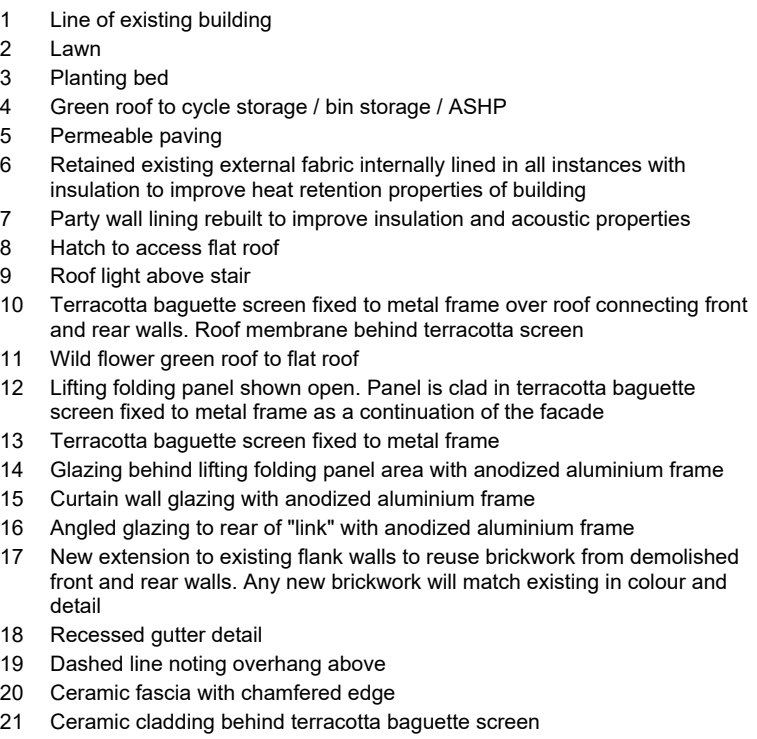 1 Line of existing building
2 Lawn
3 Planting bed
4 Green roof to cycle storage / bin storage / ASHP
5 Permeable paving
6 Retained existing external fabric internally lined in all instances with
insulation to improve heat retention properties of building
7 Party wall lining rebuilt to improve insulation and acoustic properties
8 Hatch to access flat roof
9 Roof light above stair
10 Terracotta baguette screen fixed to metal frame over roof connecting front
and rear walls. Roof membrane behind terracotta screen
11 Wild flower green roof to flat roof
12 Lifting folding panel shown open. Panel is clad in terracotta baguette
screen fixed to metal frame as a continuation of the facade
13 Terracotta baguette screen fixed to metal frame
14 Glazing behind lifting folding panel area with anodized aluminium frame
15 Curtain wall glazing with anodized aluminium frame
16 Angled glazing to rear of "link" with anodized aluminium frame
17 New extension to existing flank walls to reuse brickwork from demolished
front and rear walls. Any new brickwork will match existing in colour and
detail
18 Recessed gutter detail
19 Dashed line noting overhang above
20 Ceramic fascia with chamfered edge
21 Ceramic cladding behind terracotta baguette screen